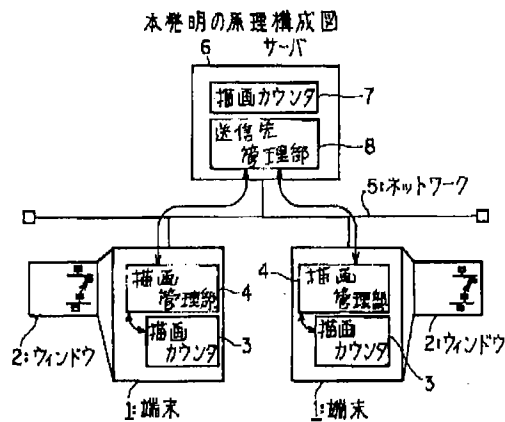 本発明の原理構成図
6 サーバ
描画カウンタ 7
送信先
管理部 8
5:ネットワーク
描画
管理部 4
描画
カウンタ 3
2:ウィンドウ
1:端末
4 描画
管理部
描画
カウンタ 3
2:ウィンドウ
1:端末